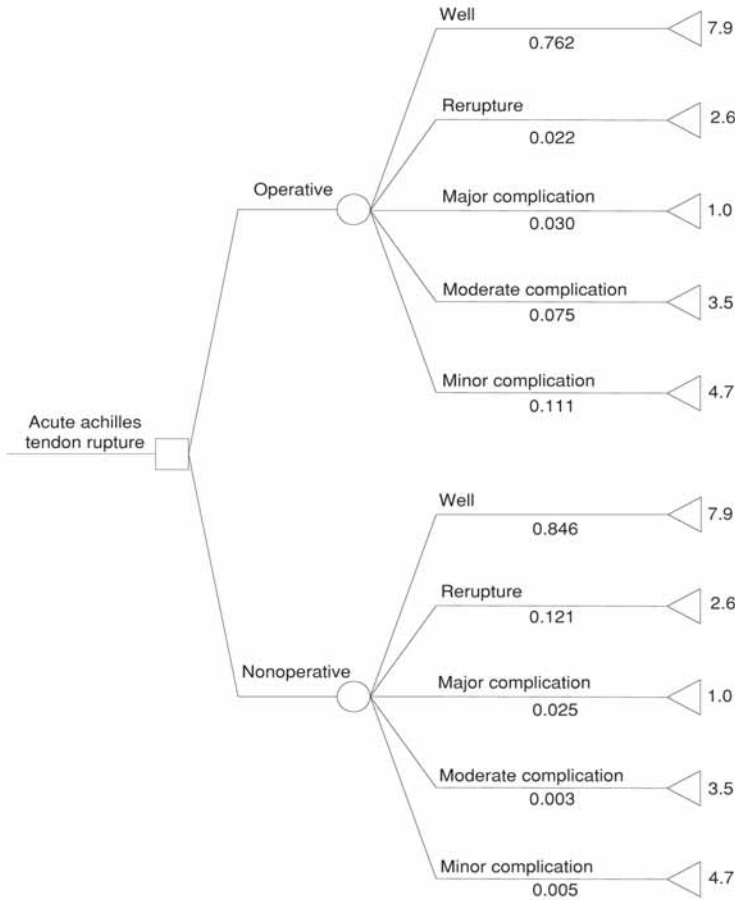 Well
0.762
7.9
Rerupture
0.022
2.6
Operative
Major complication
0.030
1.0
Moderate complication
0.075
3.5
Minor complication
0.111
4.7
Acute achilles
tendon rupture
Well
0.846
7.9
Rerupture
0.121
2.6
Nonoperative
Major complication
0.025
1.0
Moderate complication
0.003
3.5
Minor complication
0.005
4.7